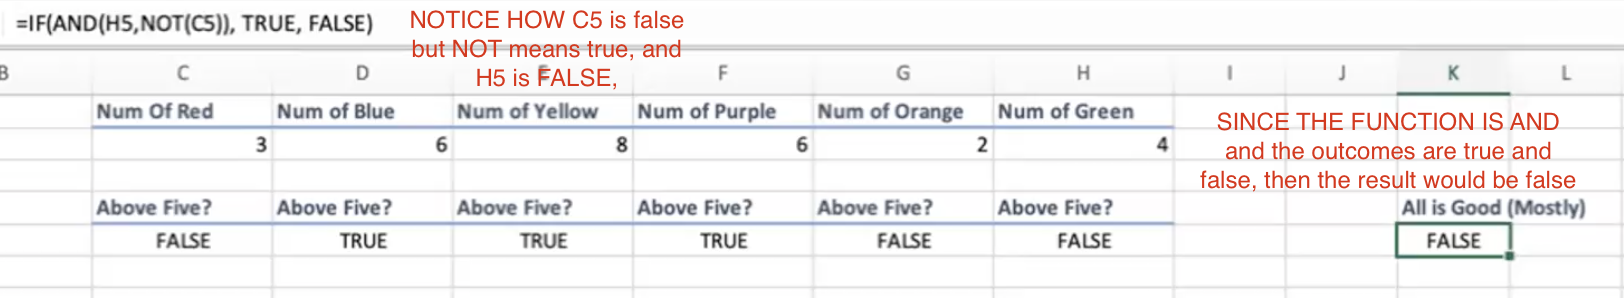 =IF(AND(H5,NOT(C5)), TRUE, FALSE)
NOTICE HOW C5 is false
but NOT means true, and
H5 is FALSE,
B C D E F G H I J K L
Num Of Red Num of Blue Num of Yellow Num of Purple Num of Orange Num of Green
3 6 8 6 2 4
SINCE THE FUNCTION IS AND
and the outcomes are true and
false, then the result would be false
Above Five? Above Five? Above Five? Above Five? Above Five? Above Five? All is Good (Mostly)
FALSE TRUE TRUE TRUE FALSE FALSE FALSE